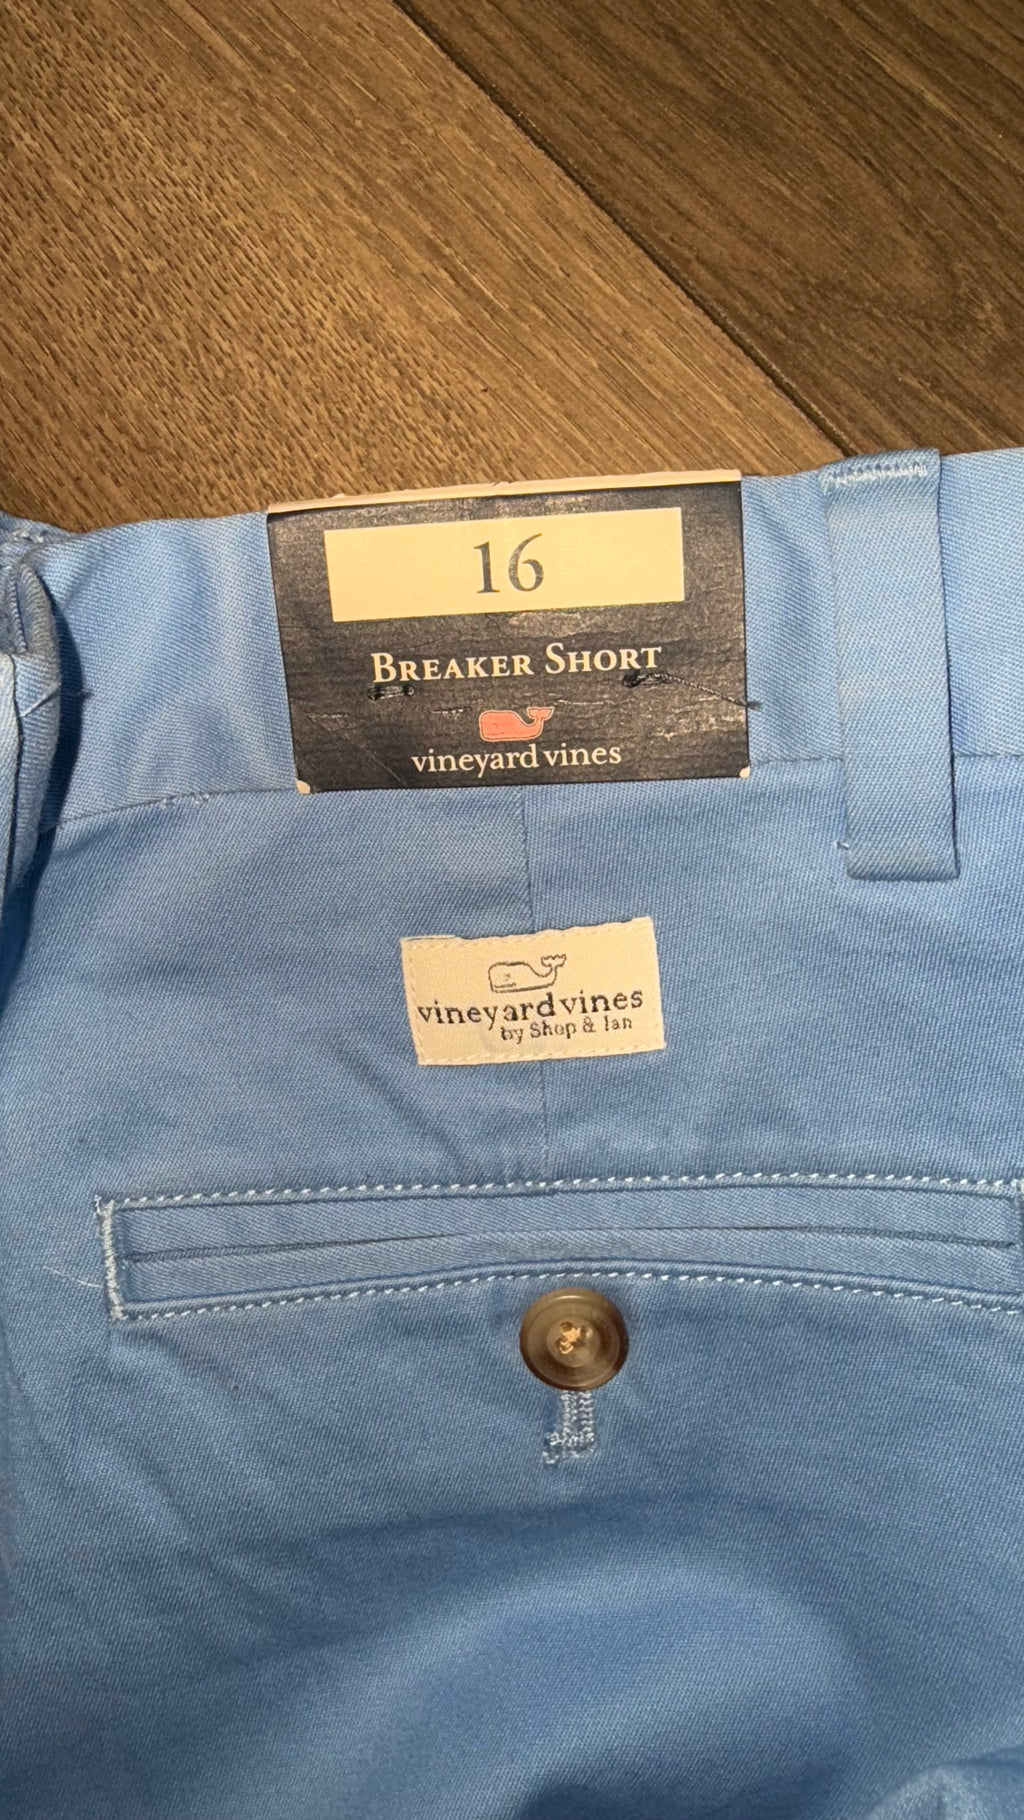 16
BREAKER SHORT
vineyard vines
vineyard vines
by Shep & Ian